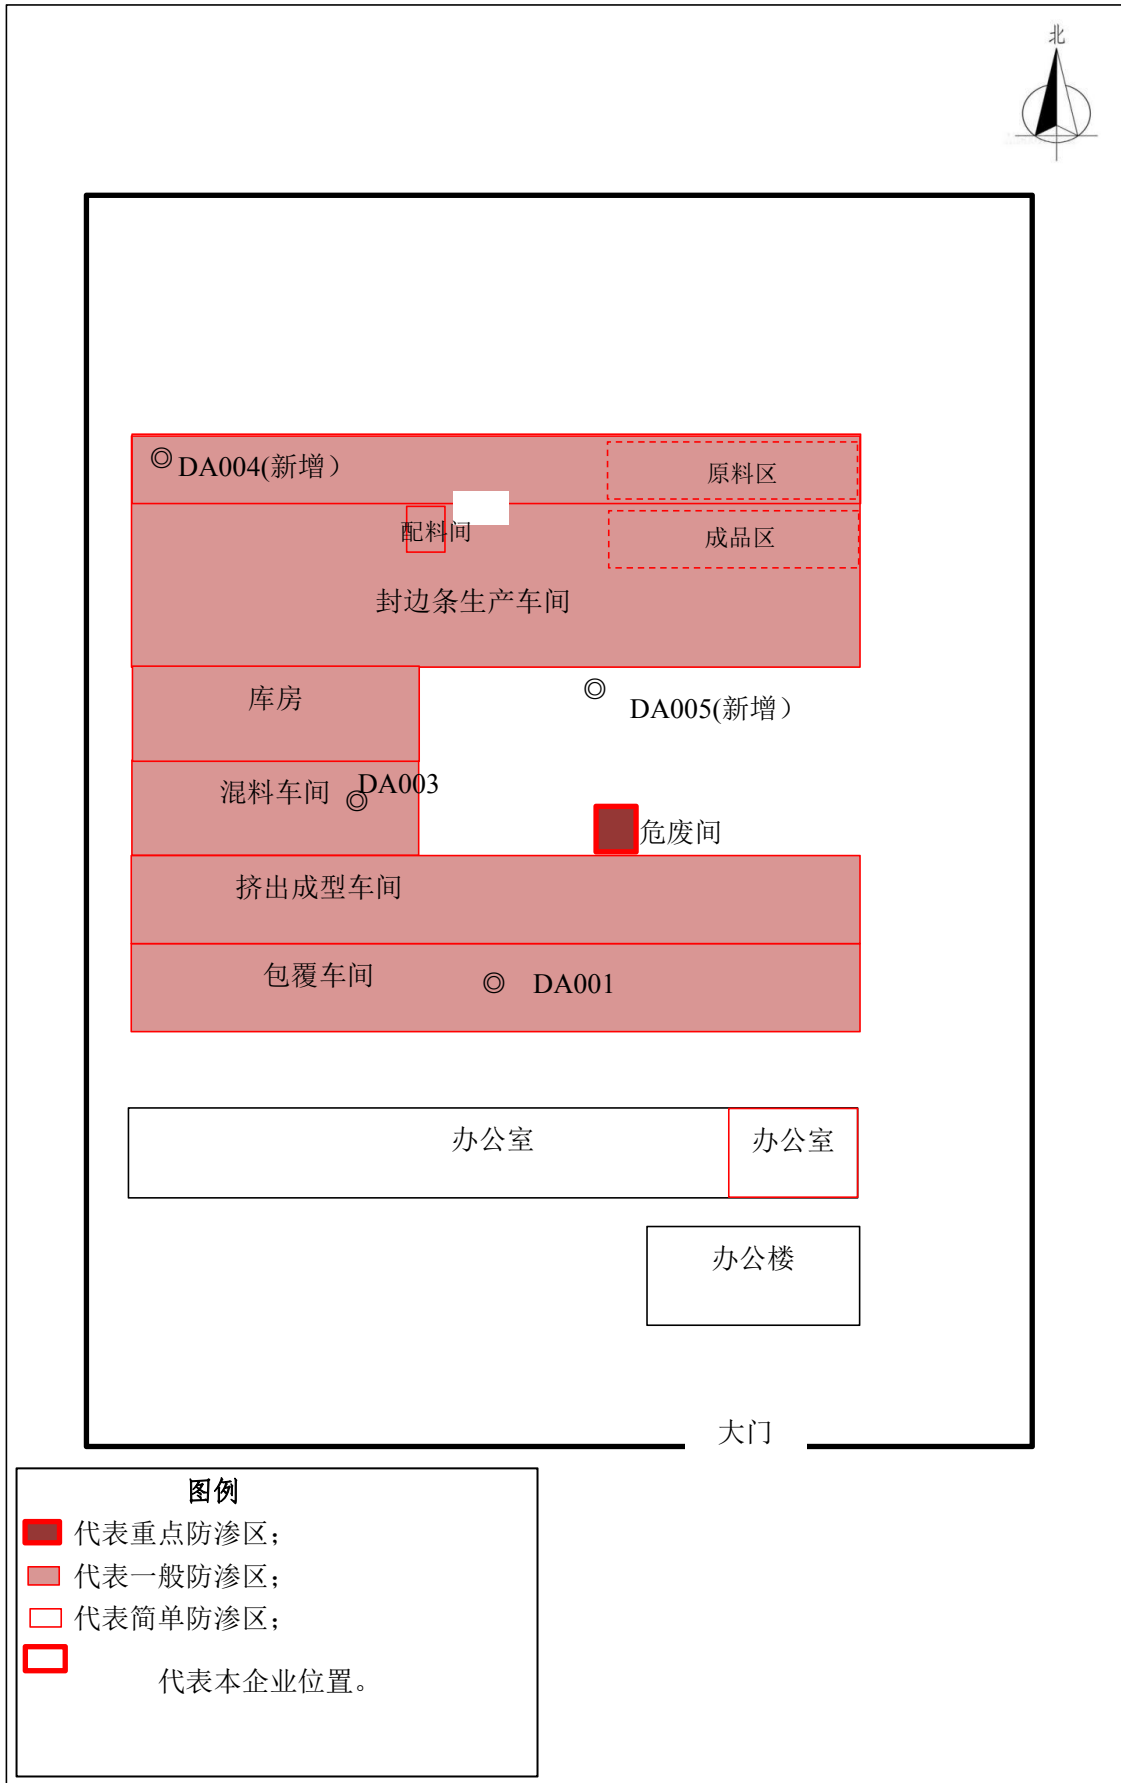 北
DA004(新增）
原料区
配料间
成品区
封边条生产车间
库房
DA005(新增）
DA003
混料车间
危废间
挤出成型车间
包覆车间
DA001
办公室
办公室
办公楼
大门
图例
代表重点防渗区；
代表一般防渗区；
代表简单防渗区；
代表本企业位置。